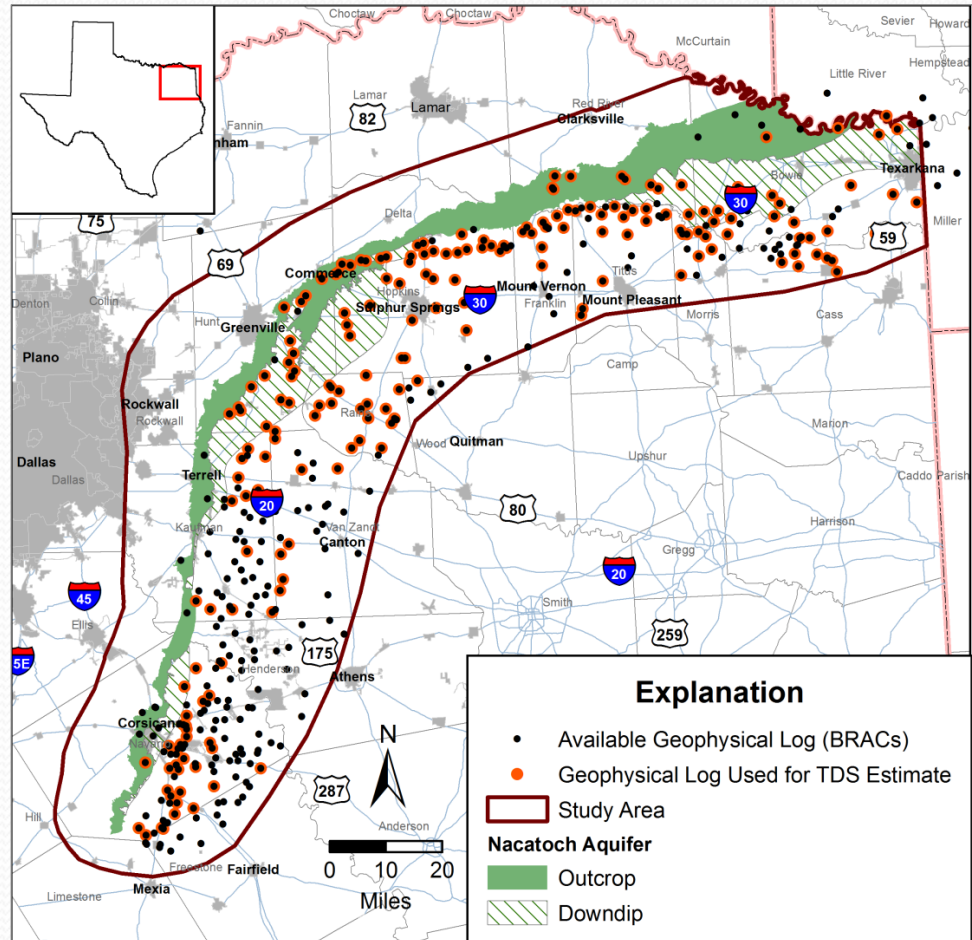 Choctaw
Choctaw
Sevier
Howard
McCurtain
Hempstead
Little River
Lamar
Lamar
82
Red River
Clarksville
Fannin
nham
Bowie
Texarkana
30
75
Delta
Miller
59
69
Commerce
Titus
Denton
Collin
Hopkins
Mount Vernon
Sulphur Springs
30
Franklin
Mount Pleasant
Hunt
Greenville
Morris
Cass
Plano
Camp
Rockwall
Rockwall
Rains
Marion
Wood
Quitman
Dallas
Upshur
Dallas
Terrell
Caddo Parish
20
80
Kaufman
Van Zandt
Canton
Harrison
Gregg
20
45
Smith
Ellis
259
175
5E
Henderson
Athens
Corsicana
Navarro
N
287
Anderson
Hill
0 10 20
Miles
Freestone
Fairfield
Mexia
Limestone
Explanation
Available Geophysical Log (BRACs)
Geophysical Log Used for TDS Estimate
Study Area
Nacatoch Aquifer
Outcrop
Downdip